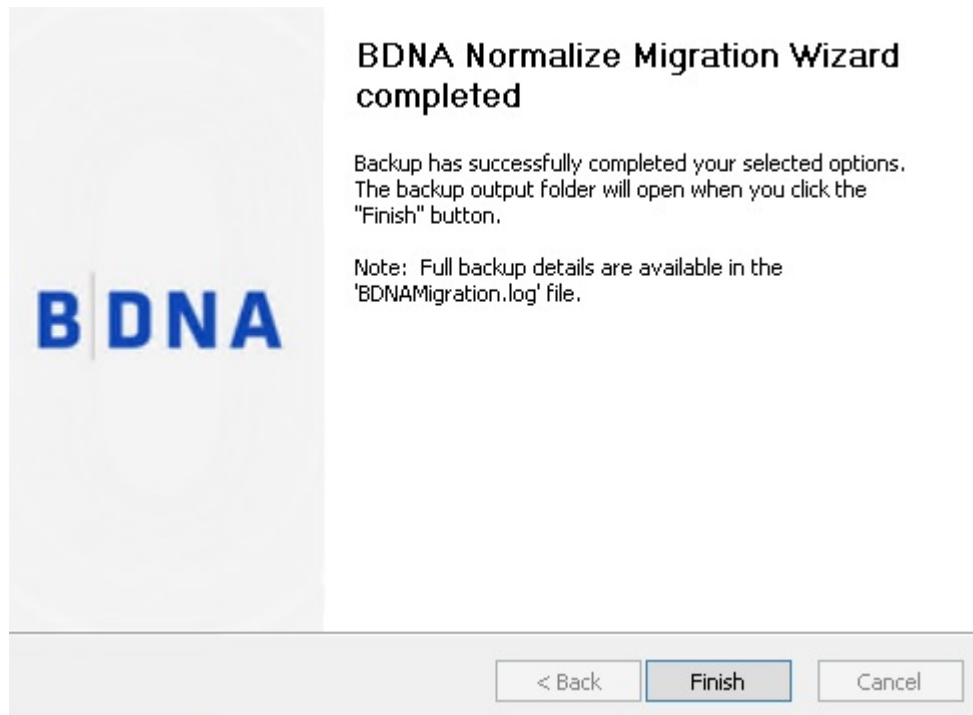 BDNA Normalize Migration Wizard
completed
Backup has successfully completed your selected options.
The backup output folder will open when you click the
"Finish" button.
Note:  Full backup details are available in the
'BDNAMigration.log' file.
BDNA
< Back
Finish
Cancel